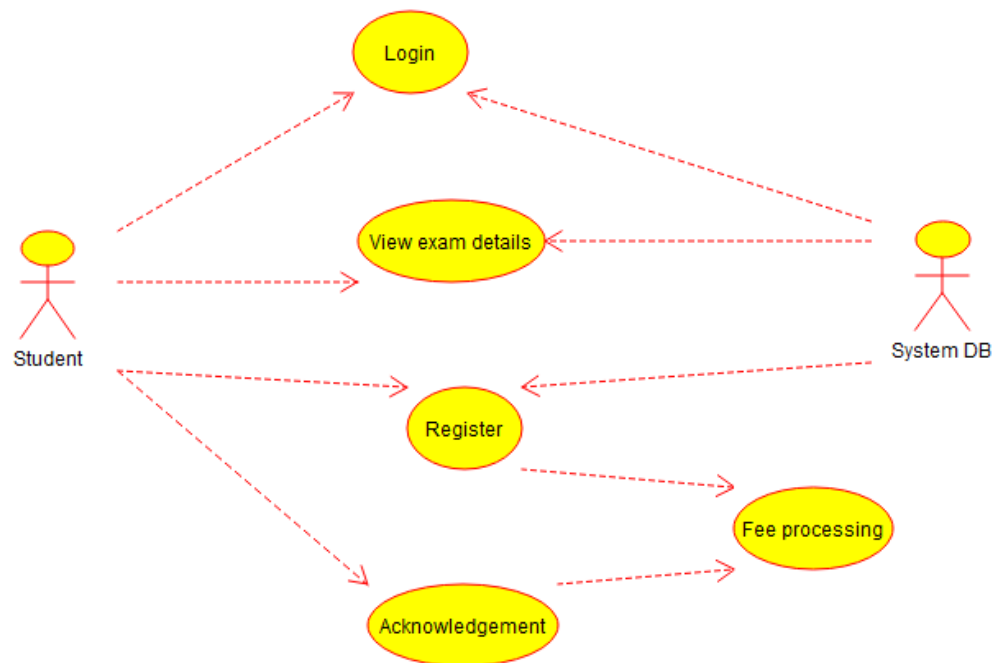 Login
View exam details
Student
System DB
Register
Fee processing
Acknowledgement